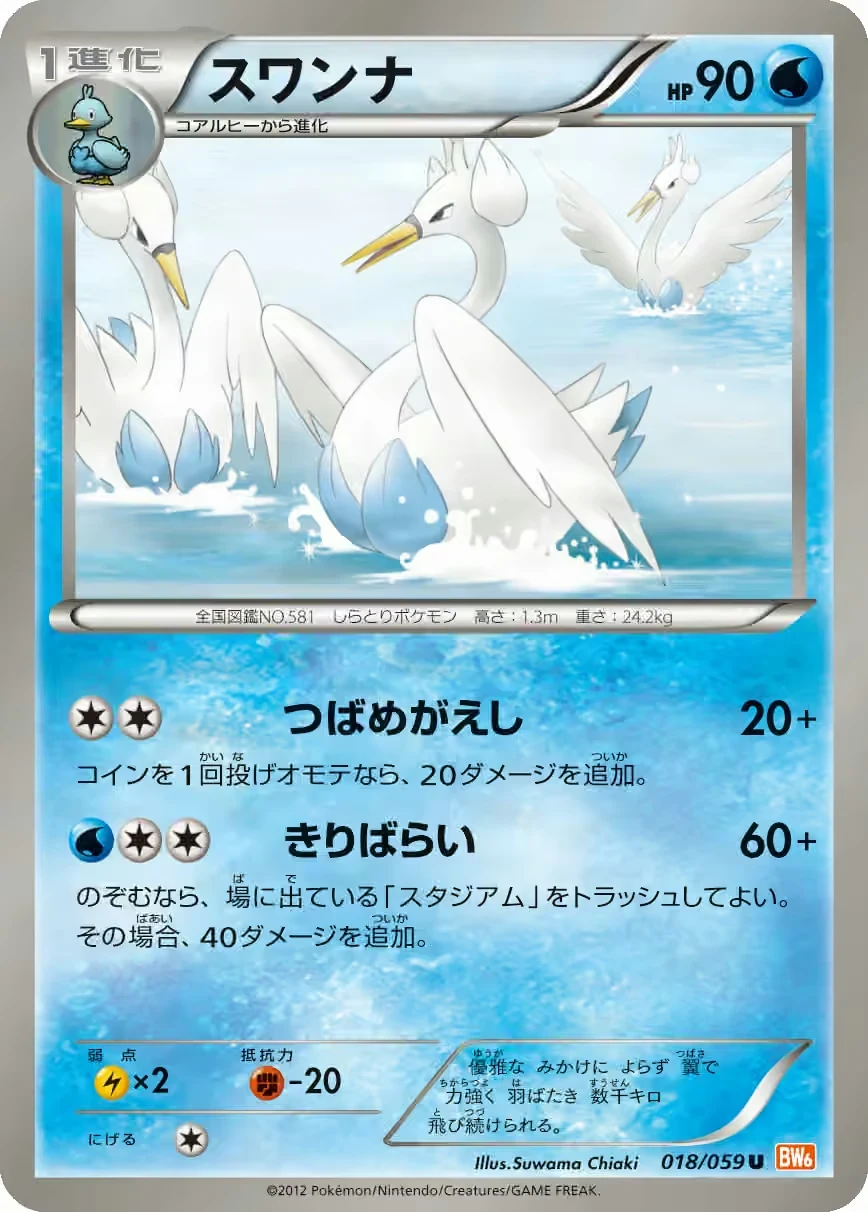 1進化
スワンナ
HP90
コアルヒーから進化
全国図鑑NO.581 しらとりポケモン 高さ:1.3m 重さ:24.2kg
つばめがえし 20+
コインを1回投げオモテなら、20ダメージを追加。
きりばらい 60+
のぞむなら、場に出ている「スタジアム」をトラッシュしてよい。
その場合、40ダメージを追加。
弱点 抵抗力
×2 -20
にげる
優雅な みかけに よらず 翼で
力強く 羽ばたき 数千キロ
飛び続けられる。
Illus.Suwama Chiaki 018/059 U BW6
©2012 Pokémon/Nintendo/Creatures/GAME FREAK.